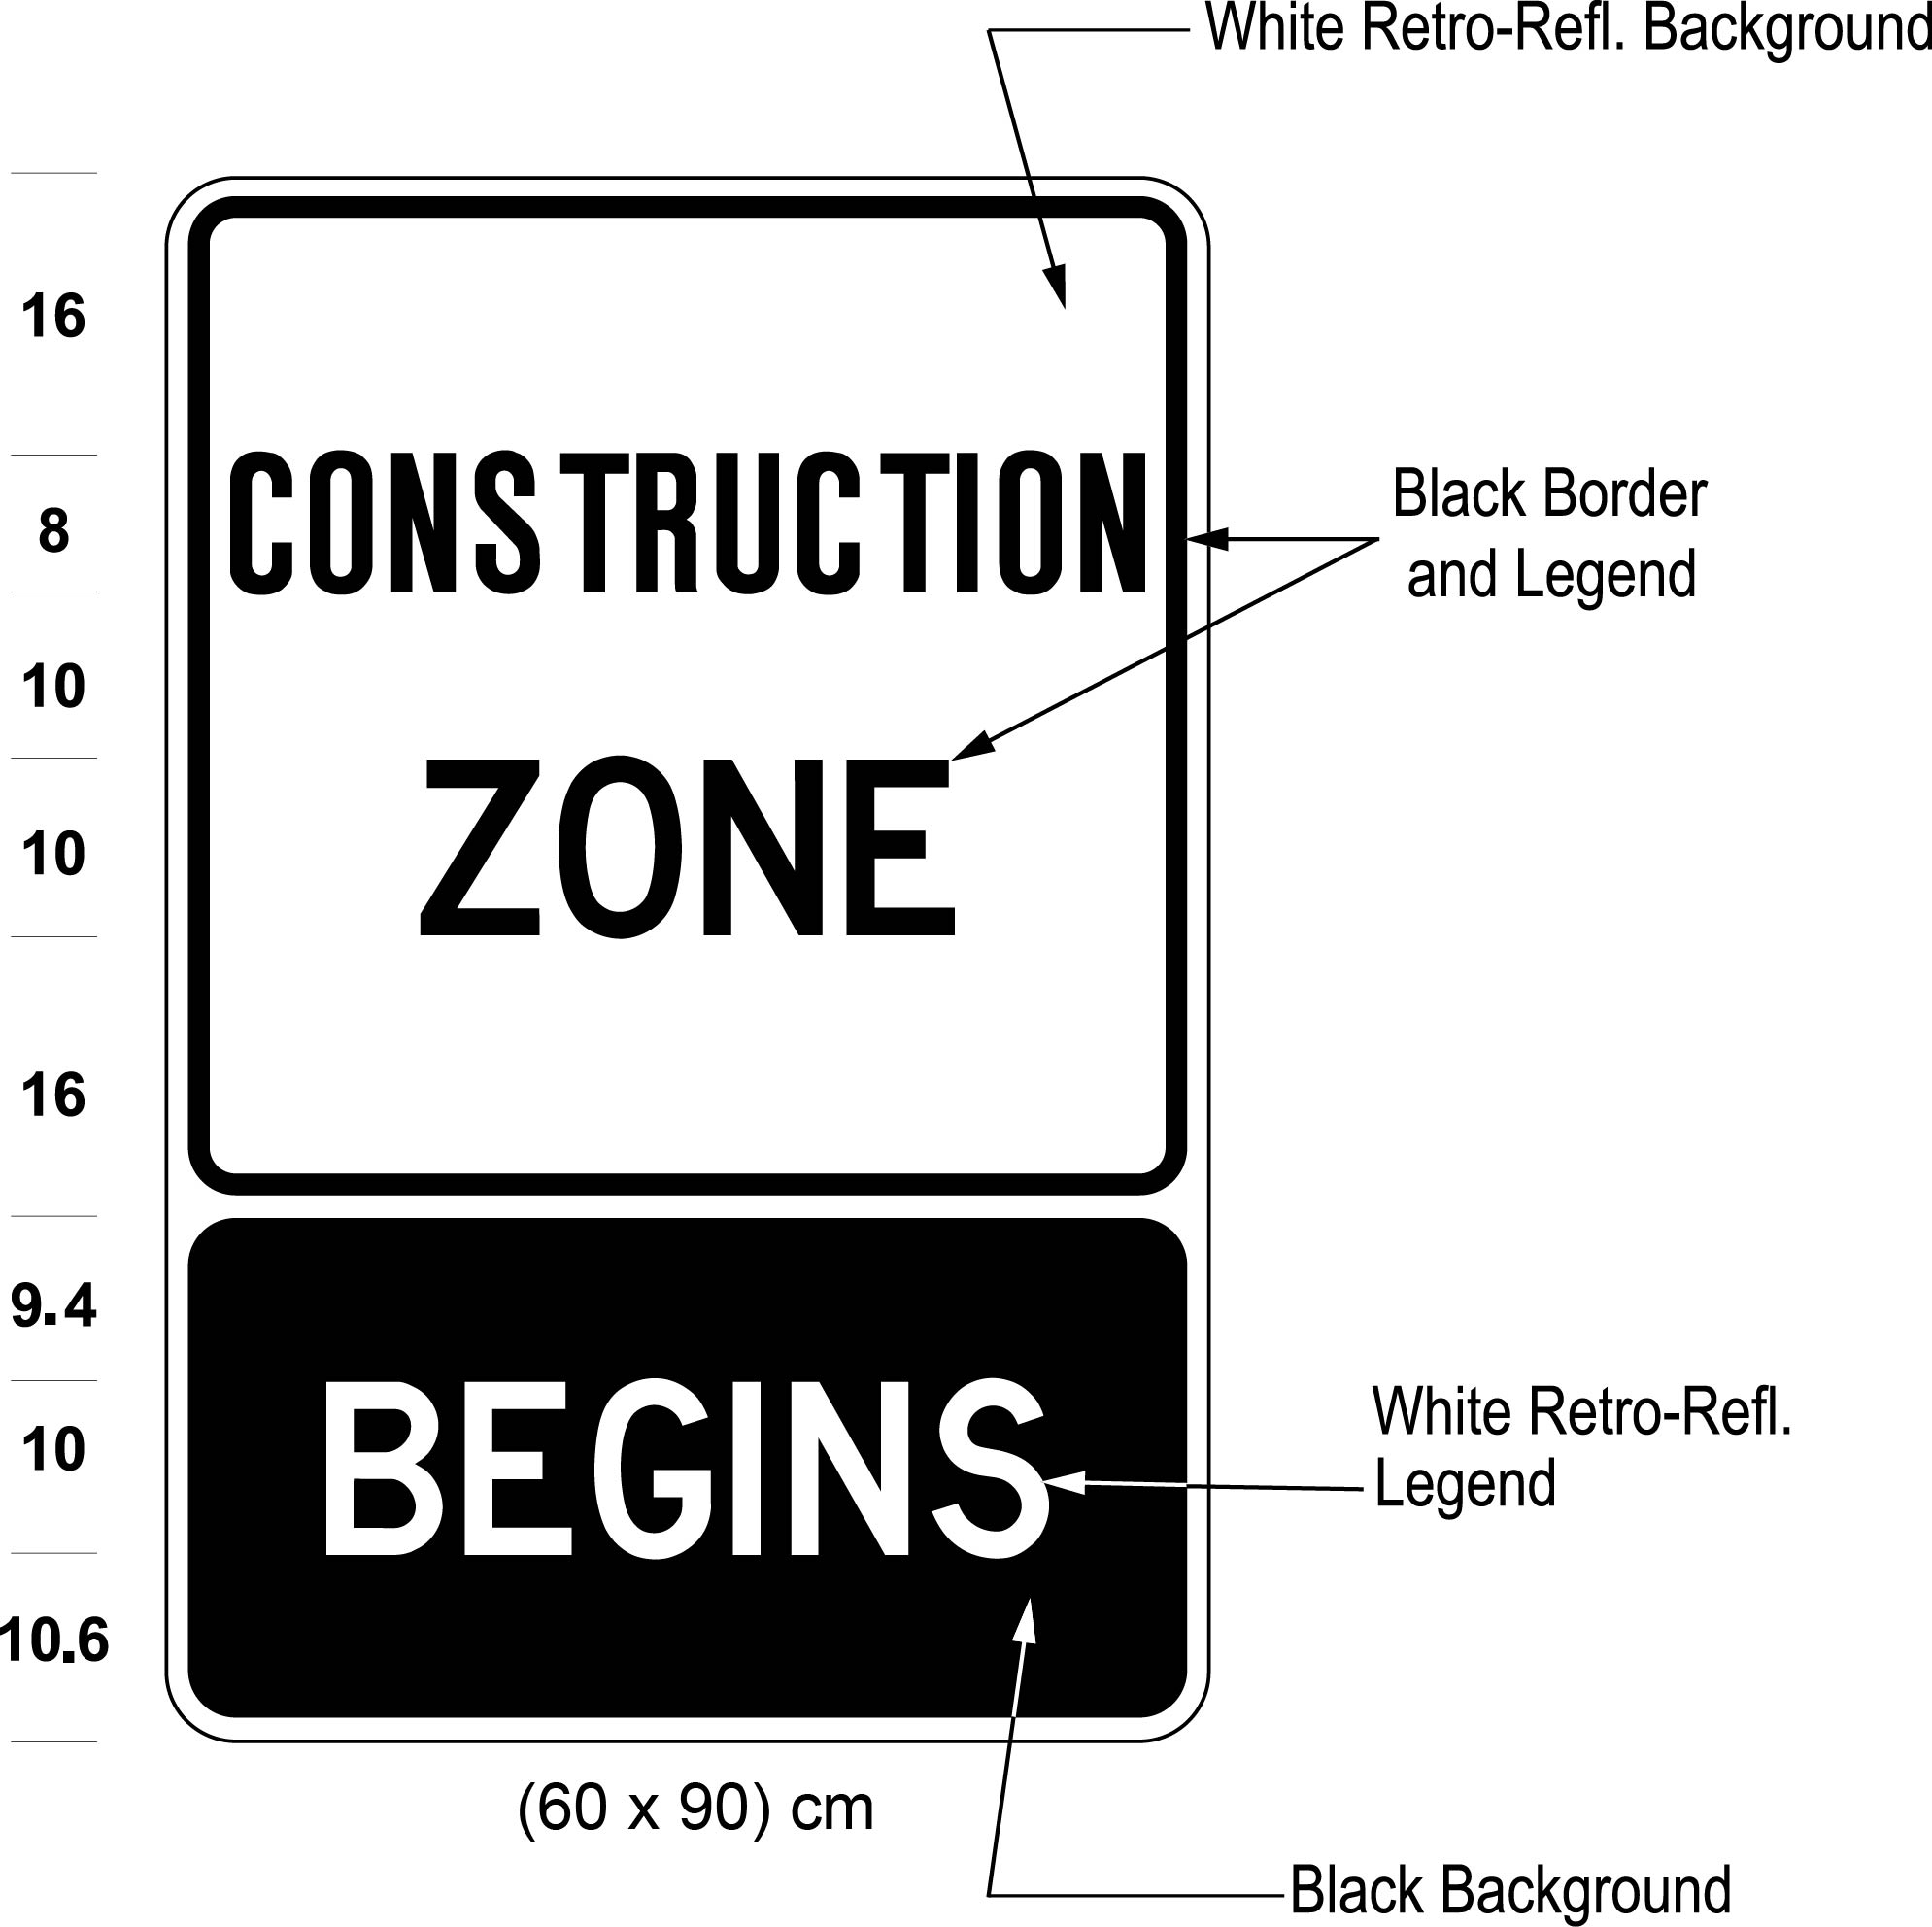 White Retro-Refl. Background
16
CONSTRUCTION
8
Black Border
and Legend
10
ZONE
10
16
9.4
BEGINS
10
White Retro-Refl.
Legend
10.6
(60 x 90) cm
Black Background